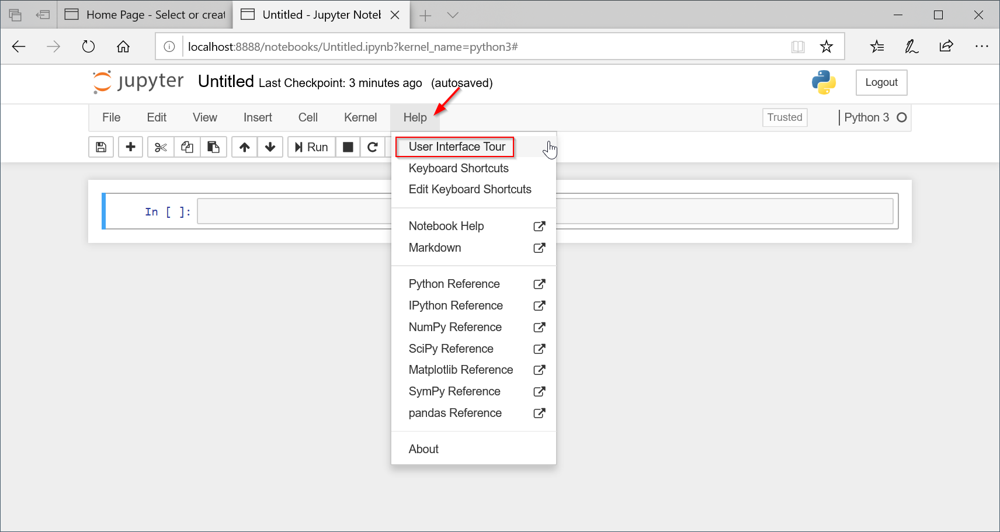 Home Page - Select or creat
Untitled - Jupyter Noteb
localhost:8888/notebooks/Untitled.ipynb?kernel_name=python3#
jupyter Untitled Last Checkpoint: 3 minutes ago (autosaved)
Logout
File Edit View Insert Cell Kernel Help Trusted Python 3
Run
User Interface Tour
Keyboard Shortcuts
Edit Keyboard Shortcuts
In [ ]:
Notebook Help
Markdown
Python Reference
IPython Reference
NumPy Reference
SciPy Reference
Matplotlib Reference
SymPy Reference
pandas Reference
About